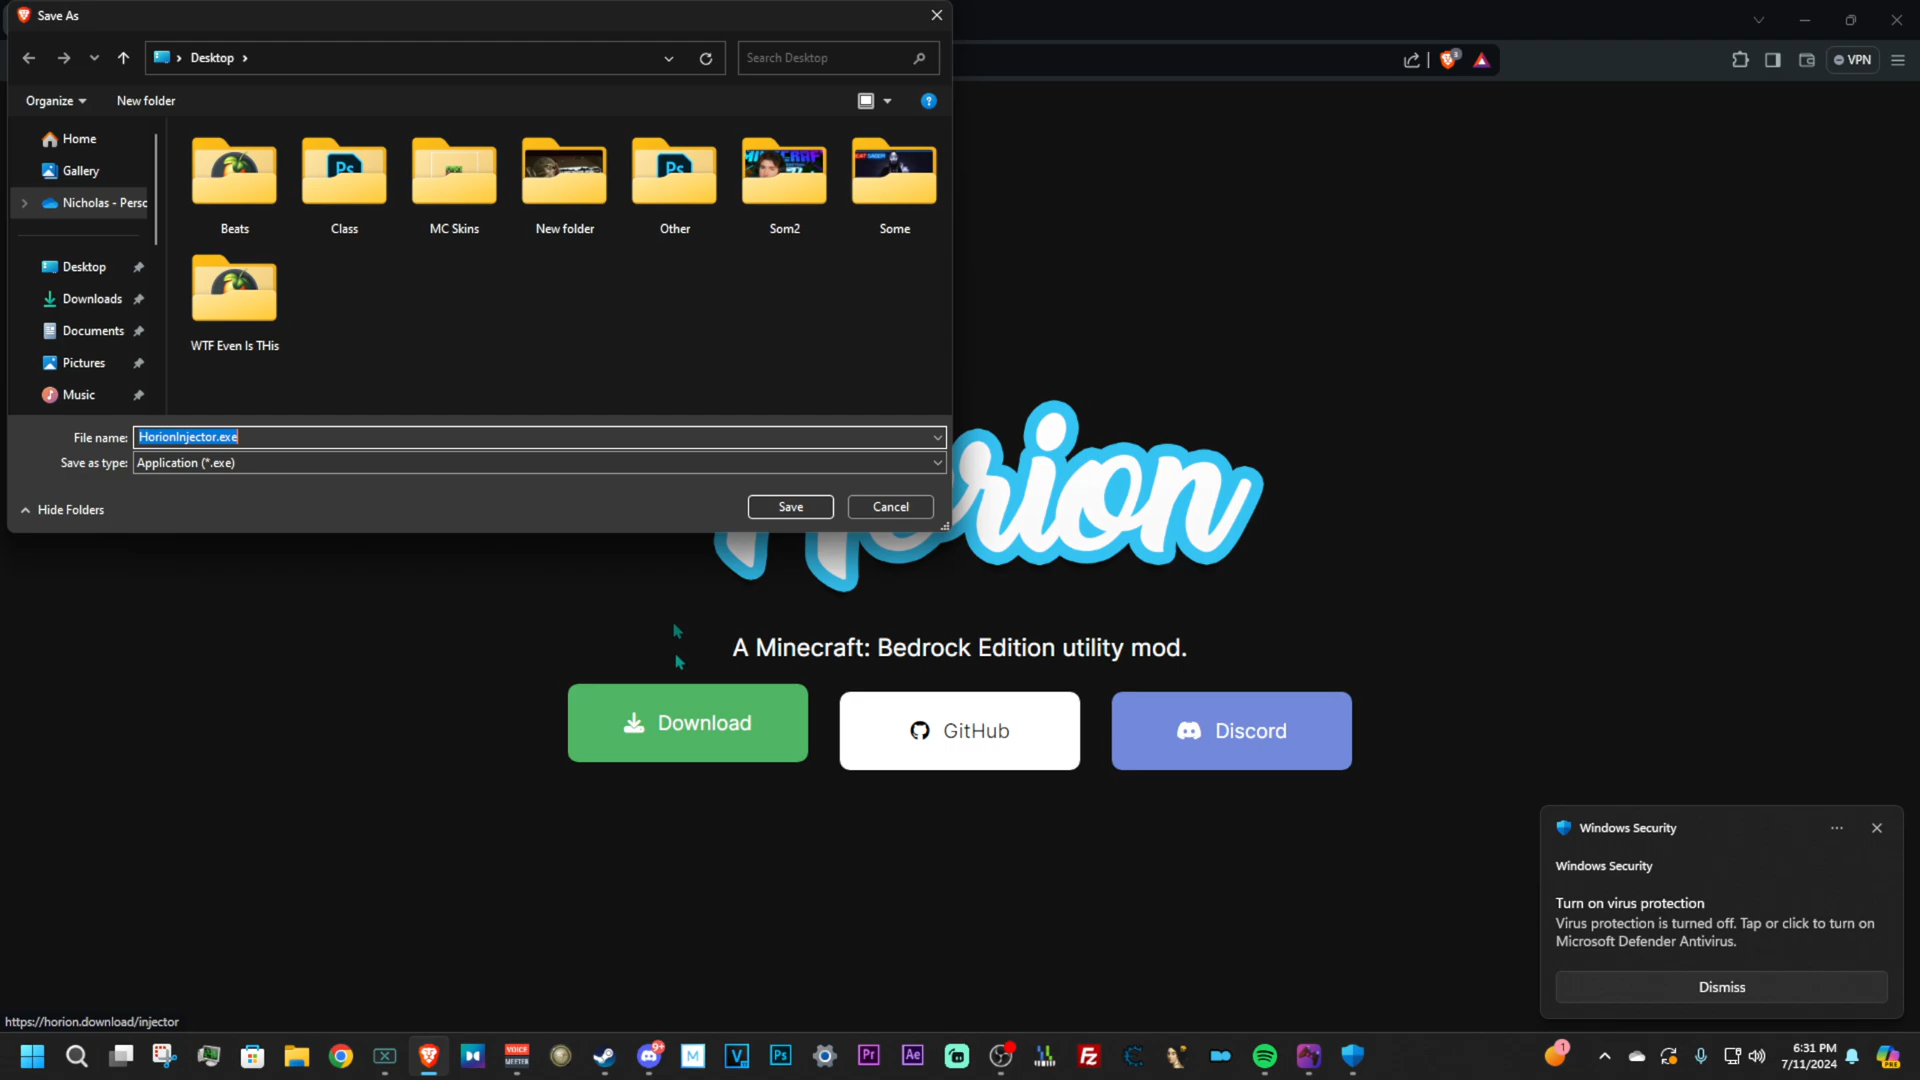 Save As
Desktop
Search Desktop
VPN
Organize
New folder
Home
Gallery
Nicholas - Perso
Desktop
Downloads
Documents
Pictures
Music
Ps
Ps
Beats
Class
MC Skins
New folder
Other
Som2
Some
WTF Even Is THis
File name: HorionInjector.exe
Save as type: Application (*.exe)
Hide Folders
Save
Cancel
A Minecraft: Bedrock Edition utility mod.
Download
GitHub
Discord
Windows Security
Windows Security
Turn on virus protection
Virus protection is turned off. Tap or click to turn on
Microsoft Defender Antivirus.
Dismiss
https://horion.download/injector
6:31 PM
7/11/2024